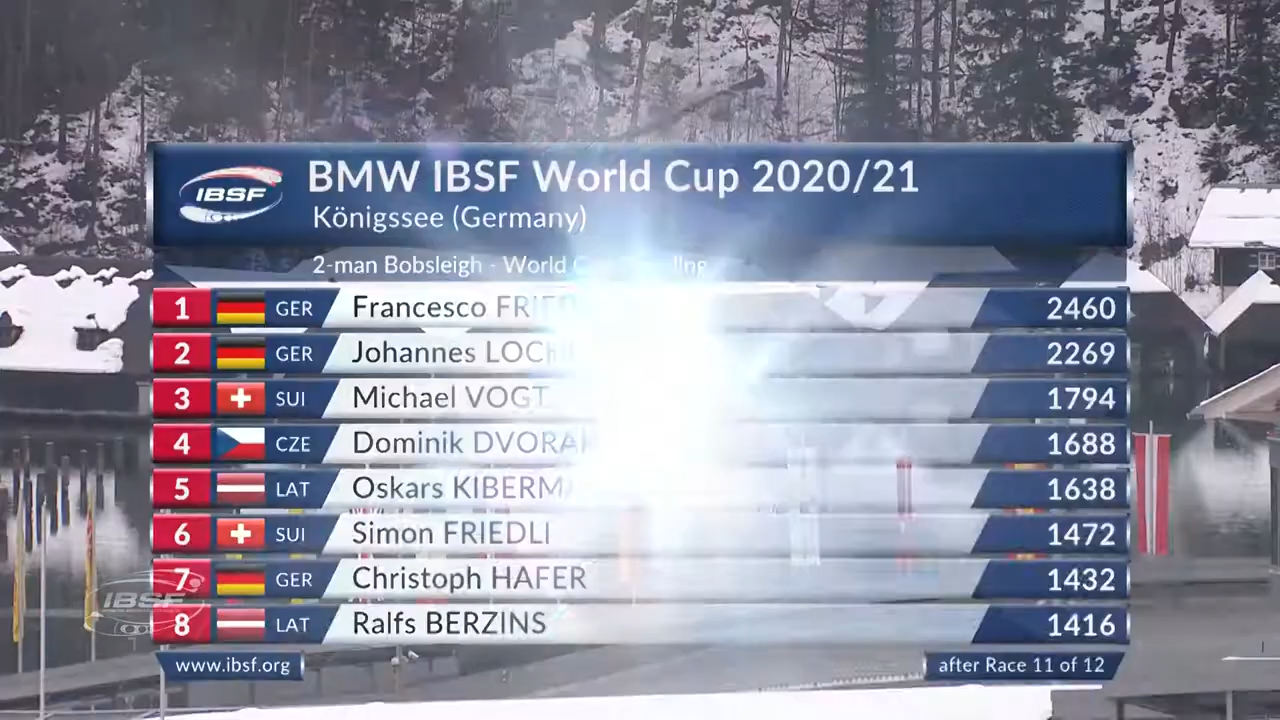 IBSF
BMW IBSF World Cup 2020/21
Königssee (Germany)
2-man Bobsleigh - World
1 GER Francesco 2460
2 GER Johannes 2269
3 SUI Michael VOGT 1794
4 CZE Dominik 1688
5 LAT Oskars 1638
6 SUI Simon FRIEDLI 1472
7 GER Christoph HAFER 1432
8 LAT Ralfs BERZINS 1416
IBSF
www.ibsf.org
after Race 11 of 12